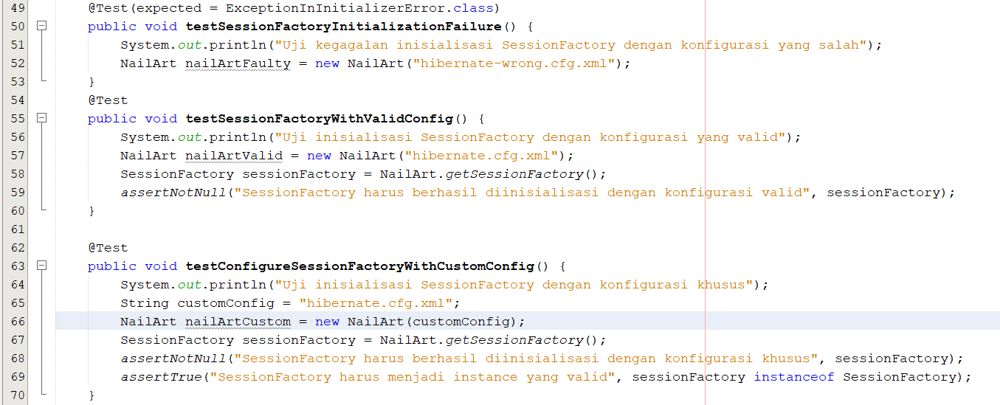 49 @Test(expected = ExceptionInInitializerError.class)
50 public void testSessionFactoryInitializationFailure() {
51 System.out.println("Uji kegagalan inisialisasi SessionFactory dengan konfigurasi yang salah");
52 NailArt nailArtFaulty = new NailArt("hibernate-wrong.cfg.xml");
53 }
54 @Test
55 public void testSessionFactoryWithValidConfig() {
56 System.out.println("Uji inisialisasi SessionFactory dengan konfigurasi yang valid");
57 NailArt nailArtValid = new NailArt("hibernate.cfg.xml");
58 SessionFactory sessionFactory = NailArt.getSessionFactory();
59 assertNotNull("SessionFactory harus berhasil diinisialisasi dengan konfigurasi valid", sessionFactory);
60 }
61
62 @Test
63 public void testConfigureSessionFactoryWithCustomConfig() {
64 System.out.println("Uji inisialisasi SessionFactory dengan konfigurasi khusus");
65 String customConfig = "hibernate.cfg.xml";
66 NailArt nailArtCustom = new NailArt(customConfig);
67 SessionFactory sessionFactory = NailArt.getSessionFactory();
68 assertNotNull("SessionFactory harus berhasil diinisialisasi dengan konfigurasi khusus", sessionFactory);
69 assertTrue("SessionFactory harus menjadi instance yang valid", sessionFactory instanceof SessionFactory);
70 }